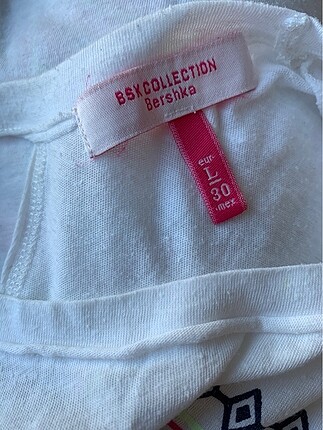 BSKCOLLECTION
Bershka
eur
L
30
mex